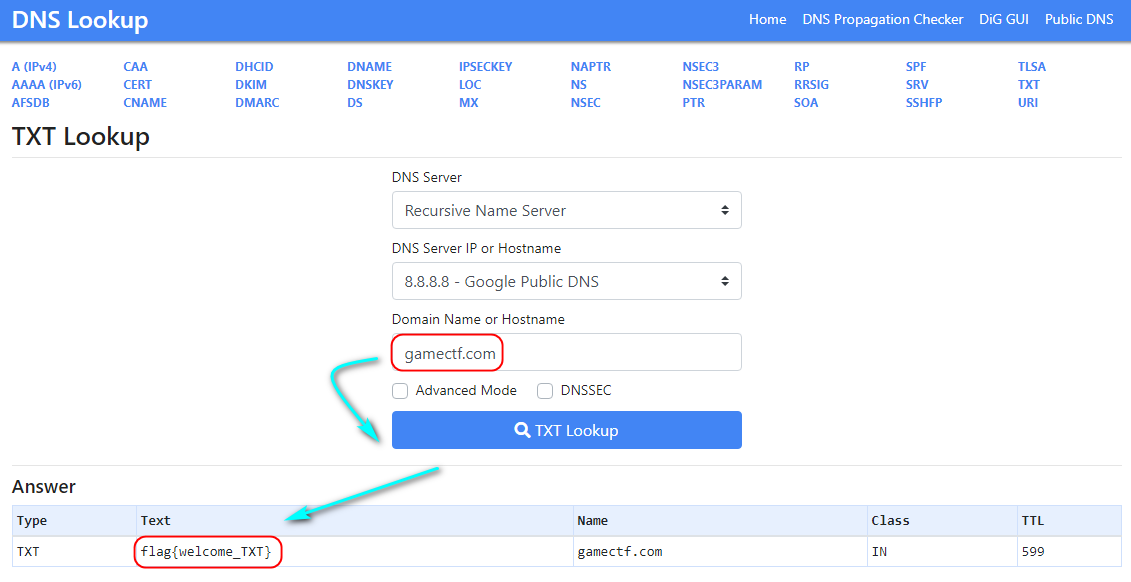 DNS Lookup
Home DNS Propagation Checker DiG GUI Public DNS
A (IPv4) CAA DHCID DNAME IPSECKEY NAPTR NSEC3 RP SPF TLSA
AAAA (IPv6) CERT DKIM DNSKEY LOC NS NSEC3PARAM RRSIG SRV TXT
AFSDB CNAME DMARC DS MX NSEC PTR SOA SSHFP URI
TXT Lookup
DNS Server
Recursive Name Server
DNS Server IP or Hostname
8.8.8.8 - Google Public DNS
Domain Name or Hostname
gamectf.com
Advanced Mode DNSSEC
TXT Lookup
Answer
Type Text Name Class TTL
TXT flag{welcome_TXT} gamectf.com IN 599